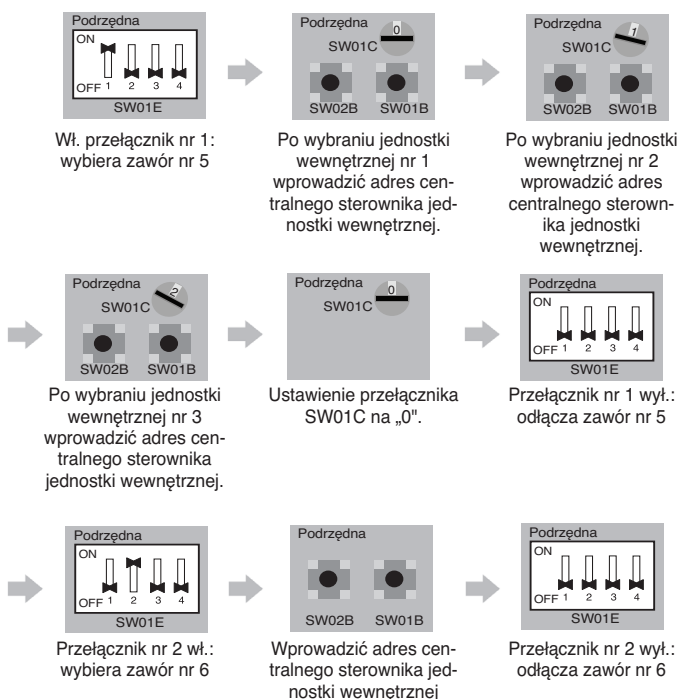 Podrzędna
ON
OFF 1 2 3 4
SW01E
Wł. przełącznik nr 1:
wybiera zawór nr 5
Podrzędna
0
SW01C
SW02B SW01B
Po wybraniu jednostki
wewnętrznej nr 1
wprowadzić adres cen-
tralnego sterownika jed-
nostki wewnętrznej.
Podrzędna
1
SW01C
SW02B SW01B
Po wybraniu jednostki
wewnętrznej nr 2
wprowadzić adres
centralnego sterown-
ika jednostki
wewnętrznej.
Podrzędna
2
SW01C
SW02B SW01B
Po wybraniu jednostki
wewnętrznej nr 3
wprowadzić adres cen-
tralnego sterownika
jednostki wewnętrznej.
Podrzędna
0
SW01C
Ustawienie przełącznika
SW01C na „0".
Podrzędna
ON
OFF 1 2 3 4
SW01E
Przełącznik nr 1 wył.:
odłącza zawór nr 5
Podrzędna
ON
OFF 1 2 3 4
SW01E
Przełącznik nr 2 wł.:
wybiera zawór nr 6
Podrzędna
SW02B SW01B
Wprowadzić adres cen-
tralnego sterownika jed-
nostki wewnętrznej
Podrzędna
ON
OFF 1 2 3 4
SW01E
Przełącznik nr 2 wył.:
odłącza zawór nr 6